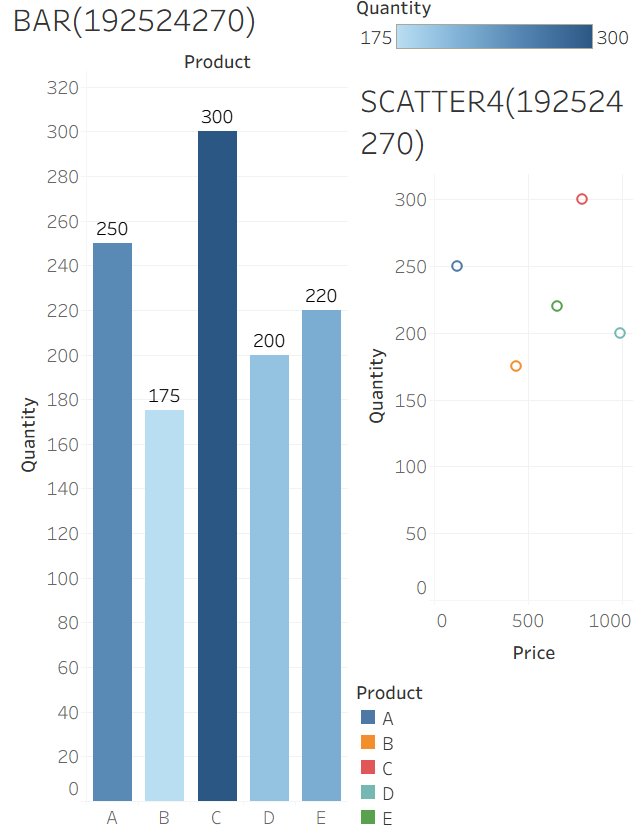 BAR(192524270)
Product
320
300
280
260
240
220
200
180
160
140
120
100
80
60
40
20
0
Quantity
250
175
300
200
220
A
B
C
D
E
Quantity
175
300
SCATTER4(192524
270)
300
250
200
150
100
50
0
Quantity
0
500
1000
Price
Product
A
B
C
D
E